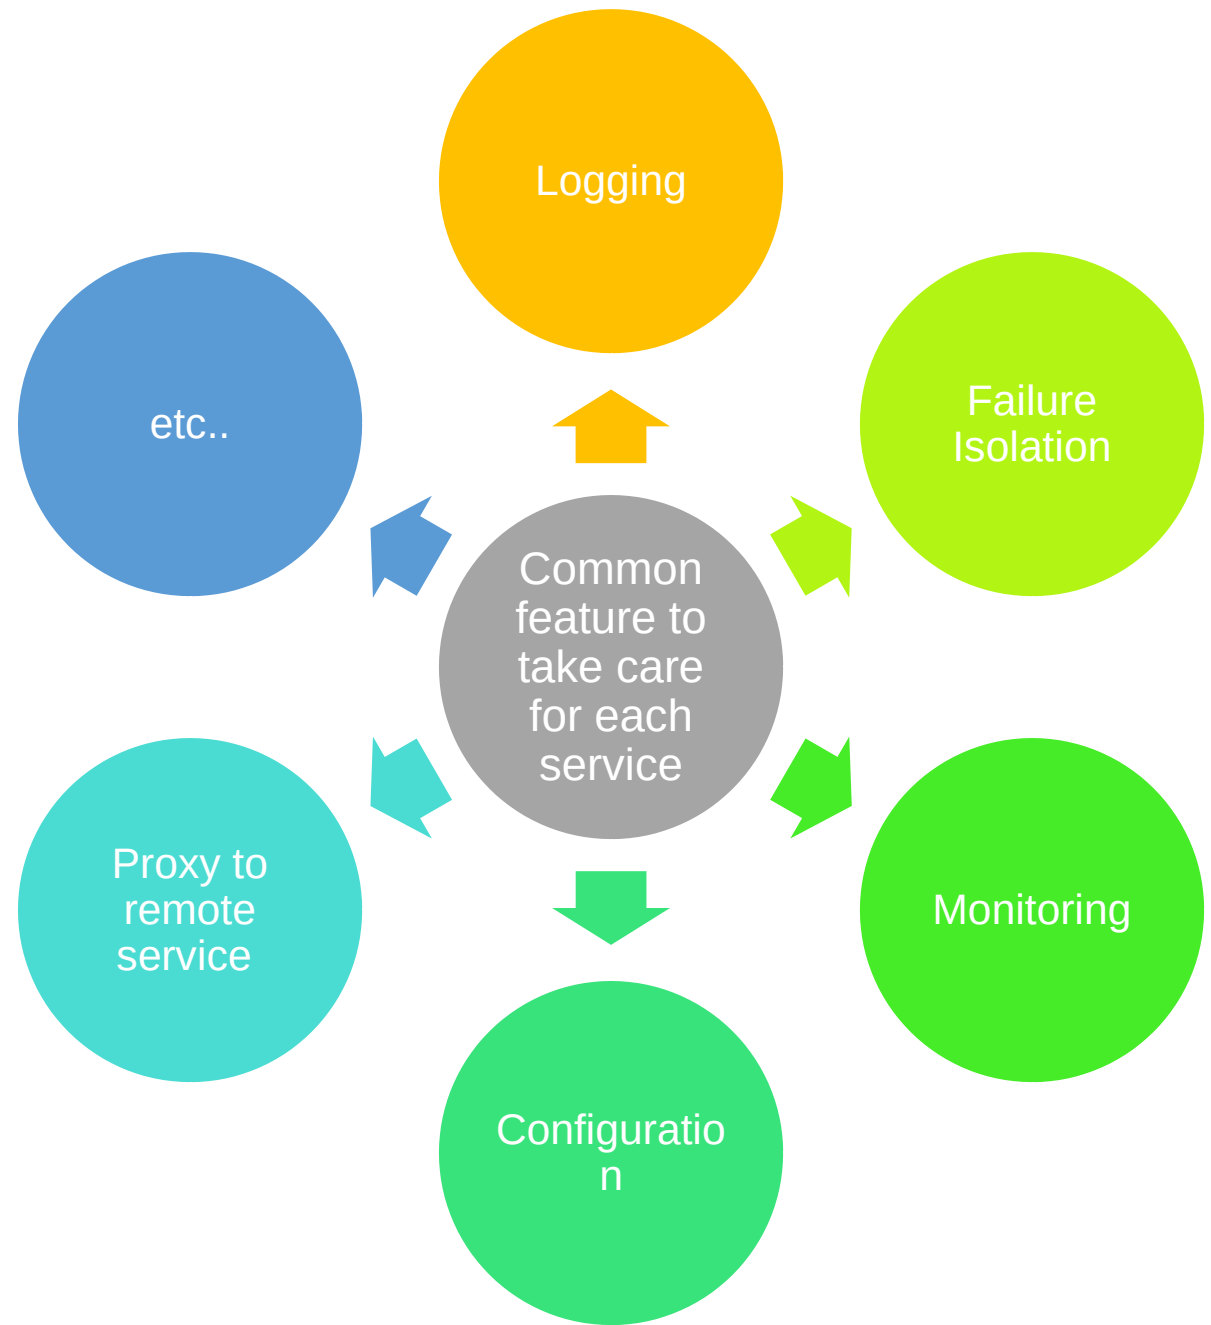 Logging
Failure
Isolation
etc..
Common
feature to
take care
for each
service
Proxy to
remote
service
Monitoring
Configuratio
n